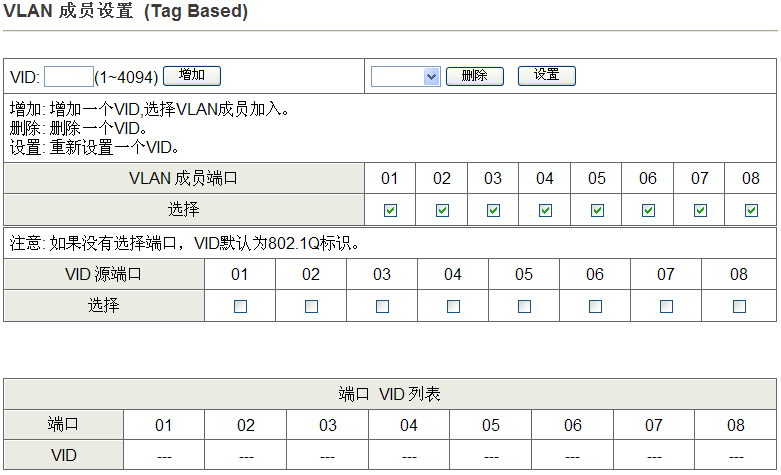 VLAN 成员设置 (Tag Based)
VID: (1~4094) 增加 删除 设置
增加: 增加一个VID,选择VLAN成员加入。
删除: 删除一个VID。
设置: 重新设置一个VID。
VLAN 成员端口 01 02 03 04 05 06 07 08
选择
注意: 如果没有选择端口，VID默认为802.1Q标识。
VID 源端口 01 02 03 04 05 06 07 08
选择
端口 VID 列表
端口 01 02 03 04 05 06 07 08
VID --- --- --- --- --- --- --- ---